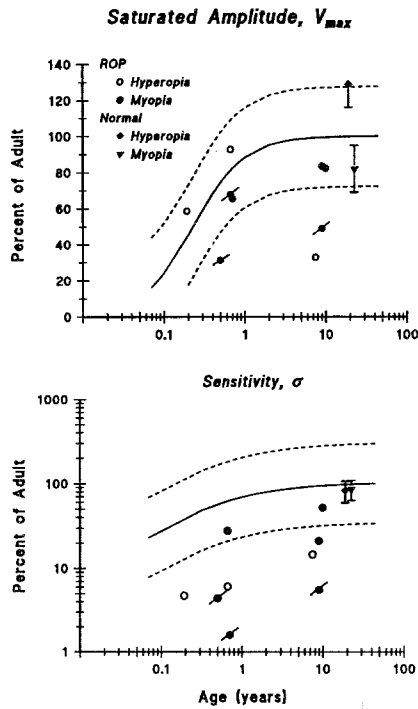 Saturated Amplitude, Vmax
Percent of Adult
140
120
100
80
60
40
20
0
ROP
Hyperopia
Myopia
Normal
Hyperopia
Myopia
0.1 1 10 100
Sensitivity, σ
Percent of Adult
1000
100
10
1
0.1 1 10 100
Age (years)